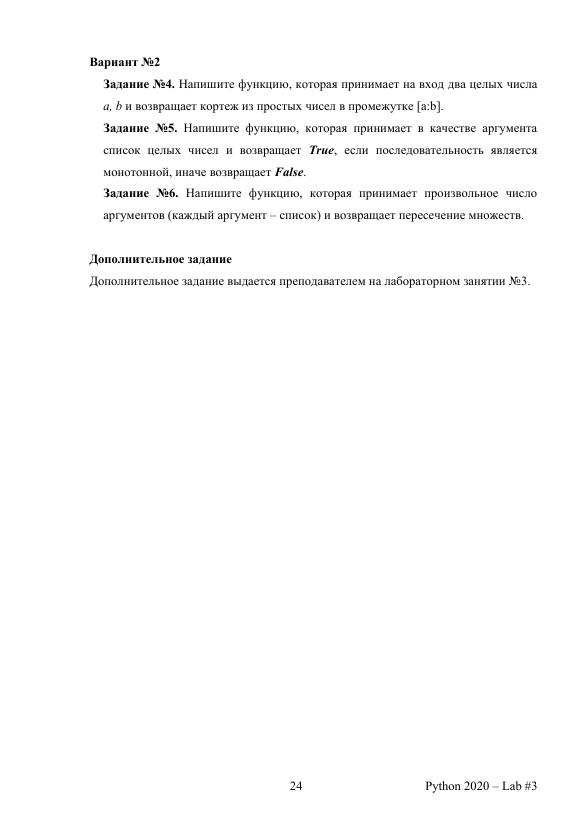 Вариант №2
Задание №4. Напишите функцию, которая принимает на вход два целых числа
a, b и возвращает кортеж из простых чисел в промежутке [a:b].
Задание №5. Напишите функцию, которая принимает в качестве аргумента
список целых чисел и возвращает True, если последовательность является
монотонной, иначе возвращает False.
Задание №6. Напишите функцию, которая принимает произвольное число
аргументов (каждый аргумент – список) и возвращает пересечение множеств.
Дополнительное задание
Дополнительное задание выдается преподавателем на лабораторном занятии №3.
24 Python 2020 – Lab #3